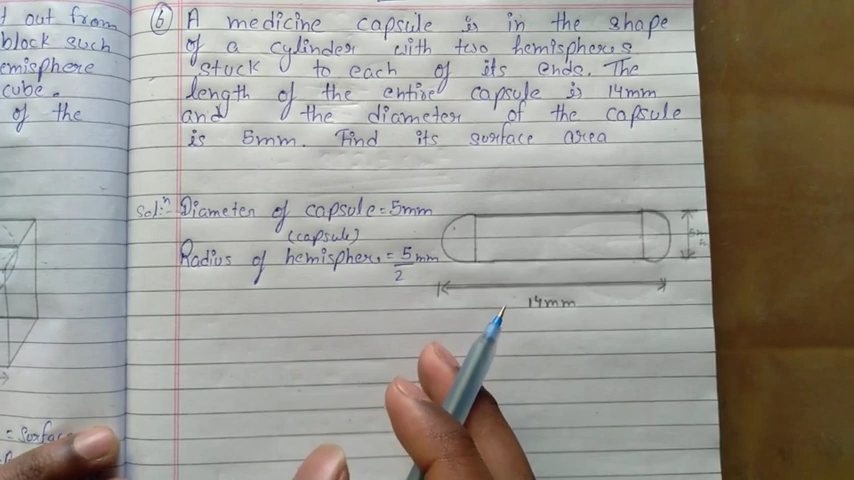 t out from
block such
emisphere
cube.
of the
= surfa
6 A medicine capsule is in the shape
of a cylinder with two hemispheres
stuck to each of its ends. The
length of the entire capsule is 14mm
and the diameter of the capsule
is 5mm. Find its surface area
Solⁿ:- Diameter of capsule = 5mm
(capsule)
Radius of hemisphere = 5/2 mm
14mm